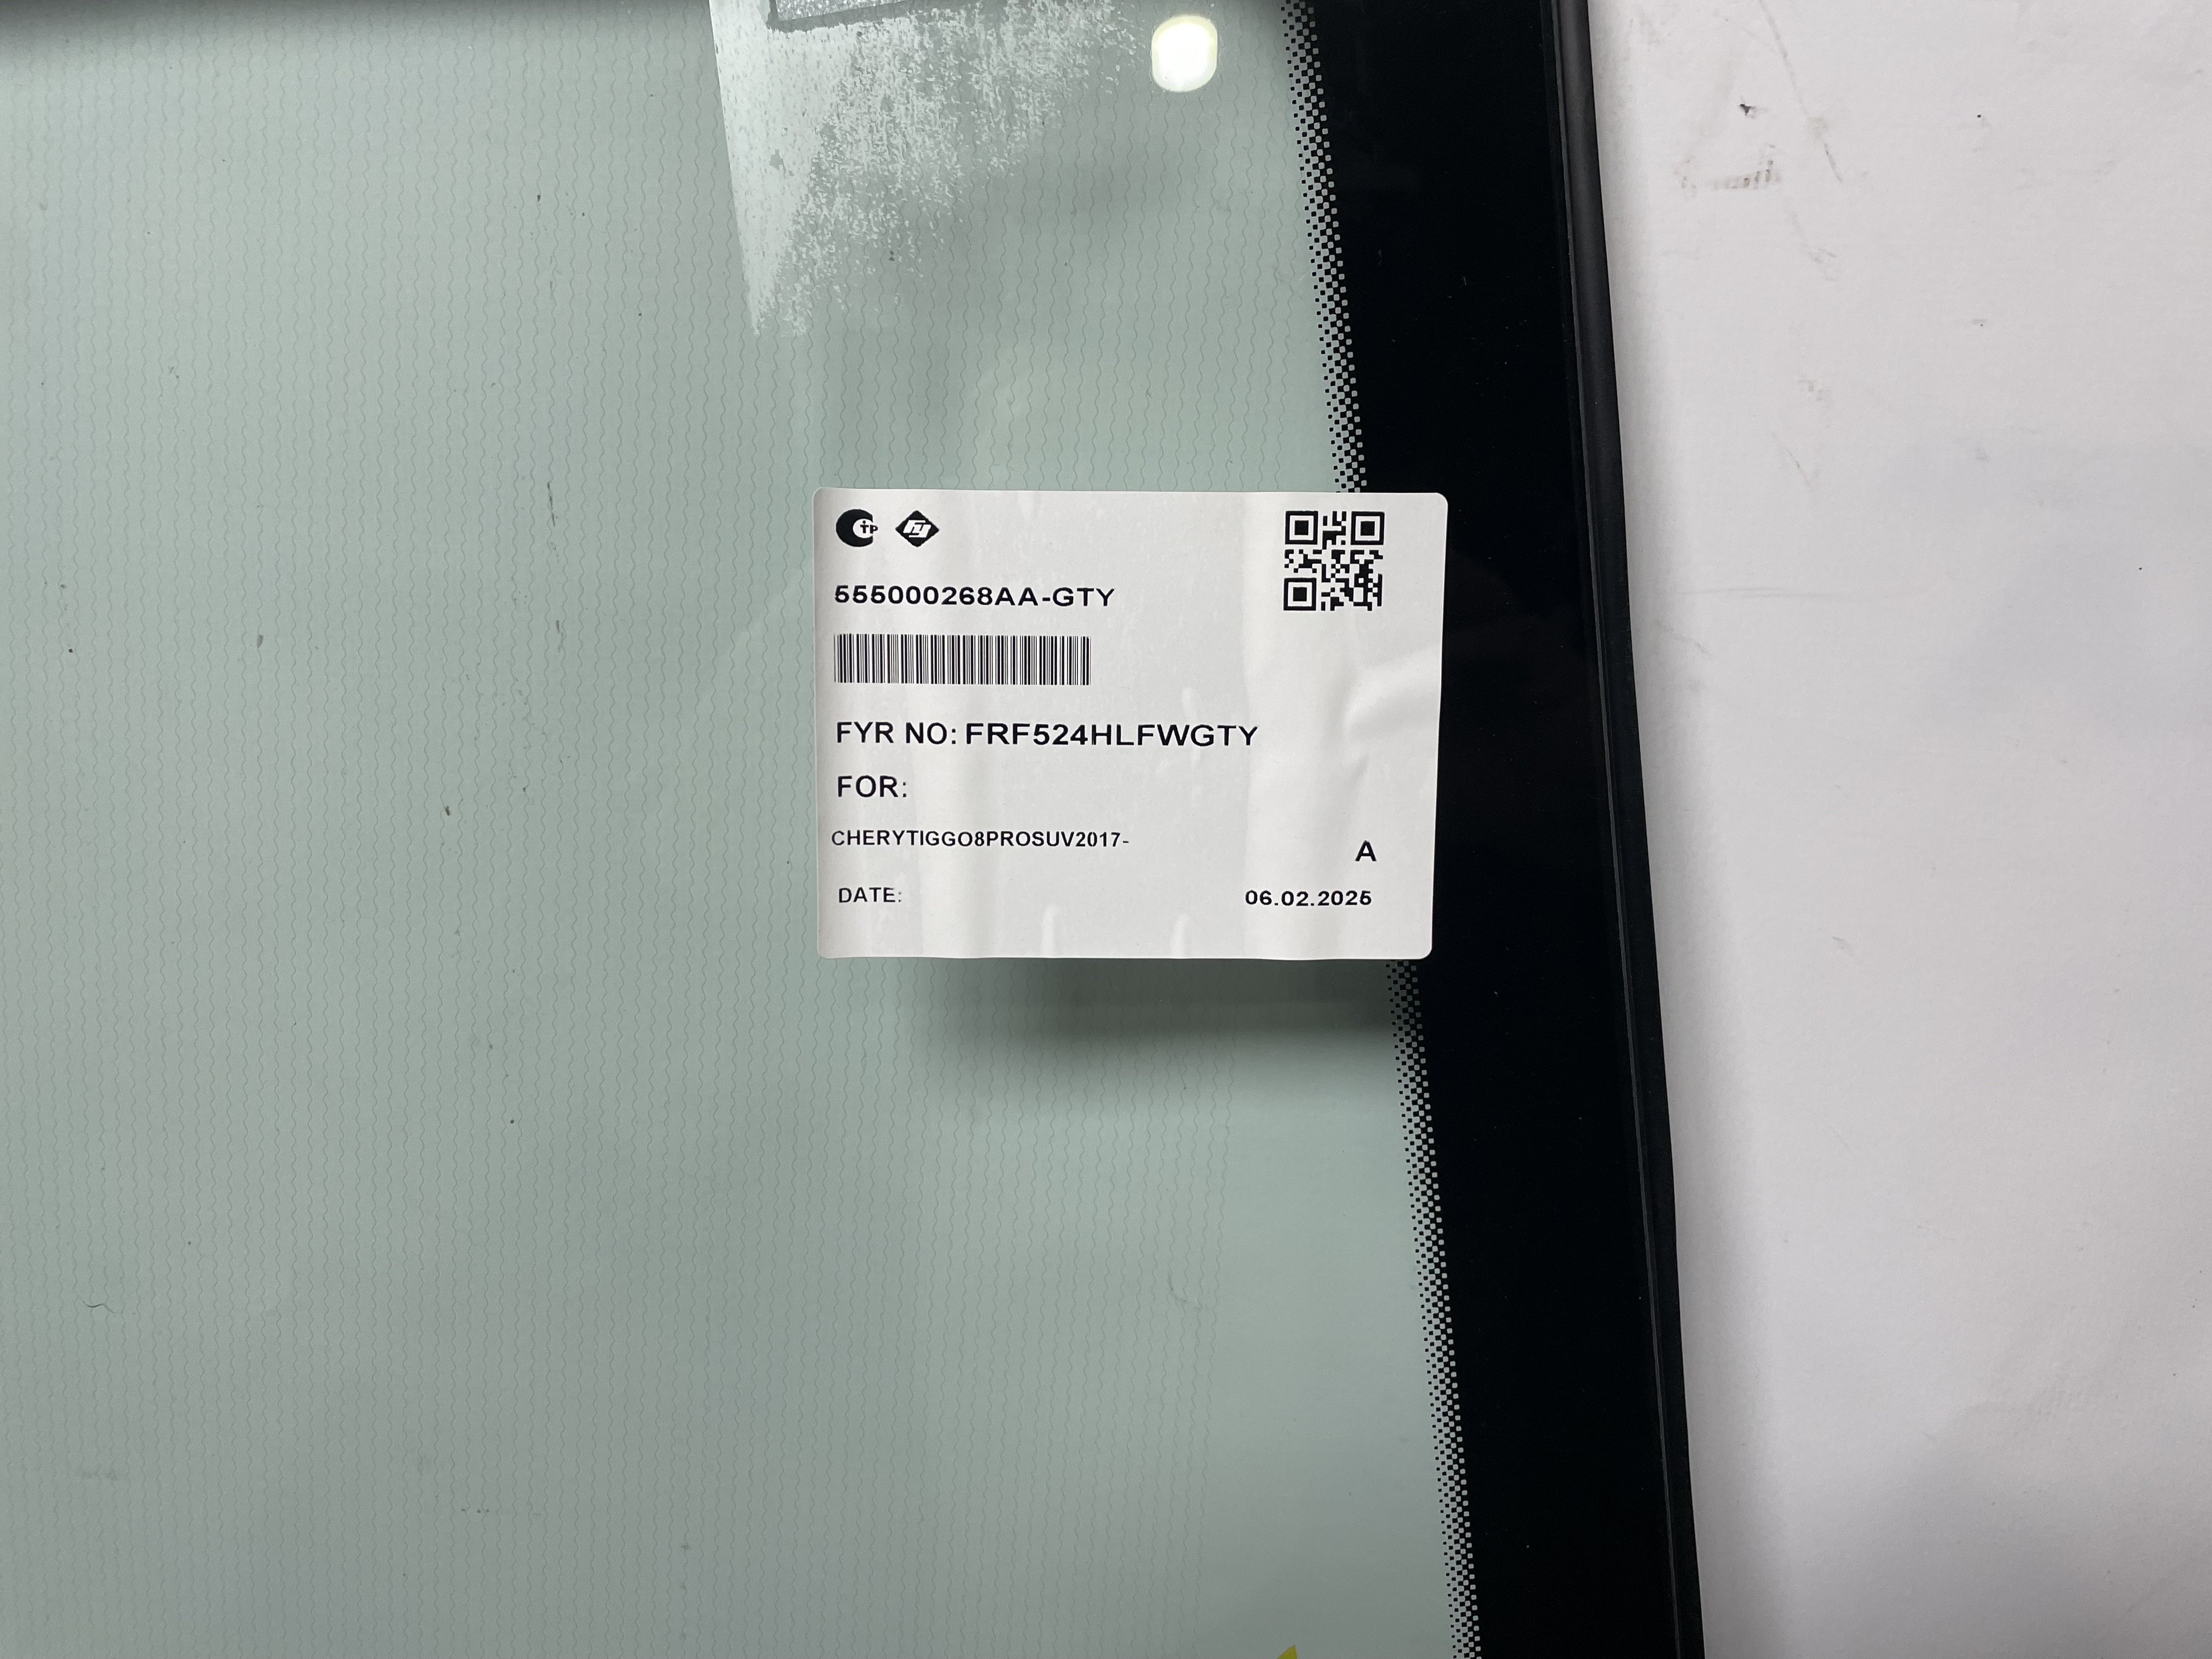 555000268AA-GTY
FYR NO: FRF524HLFWGTY
FOR:
CHERYTIGGO8PROSUV2017-
A
DATE: 06.02.2025